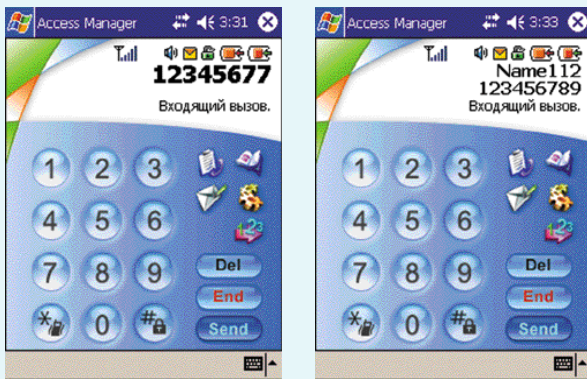 Access Manager 3:31
12345677
Входящий вызов.
1 2 3
4 5 6
123
7 8 9
Del
End
* 0 #
Send
Access Manager 3:33
Name112
123456789
Входящий вызов.
1 2 3
4 5 6
123
7 8 9
Del
End
* 0 #
Send